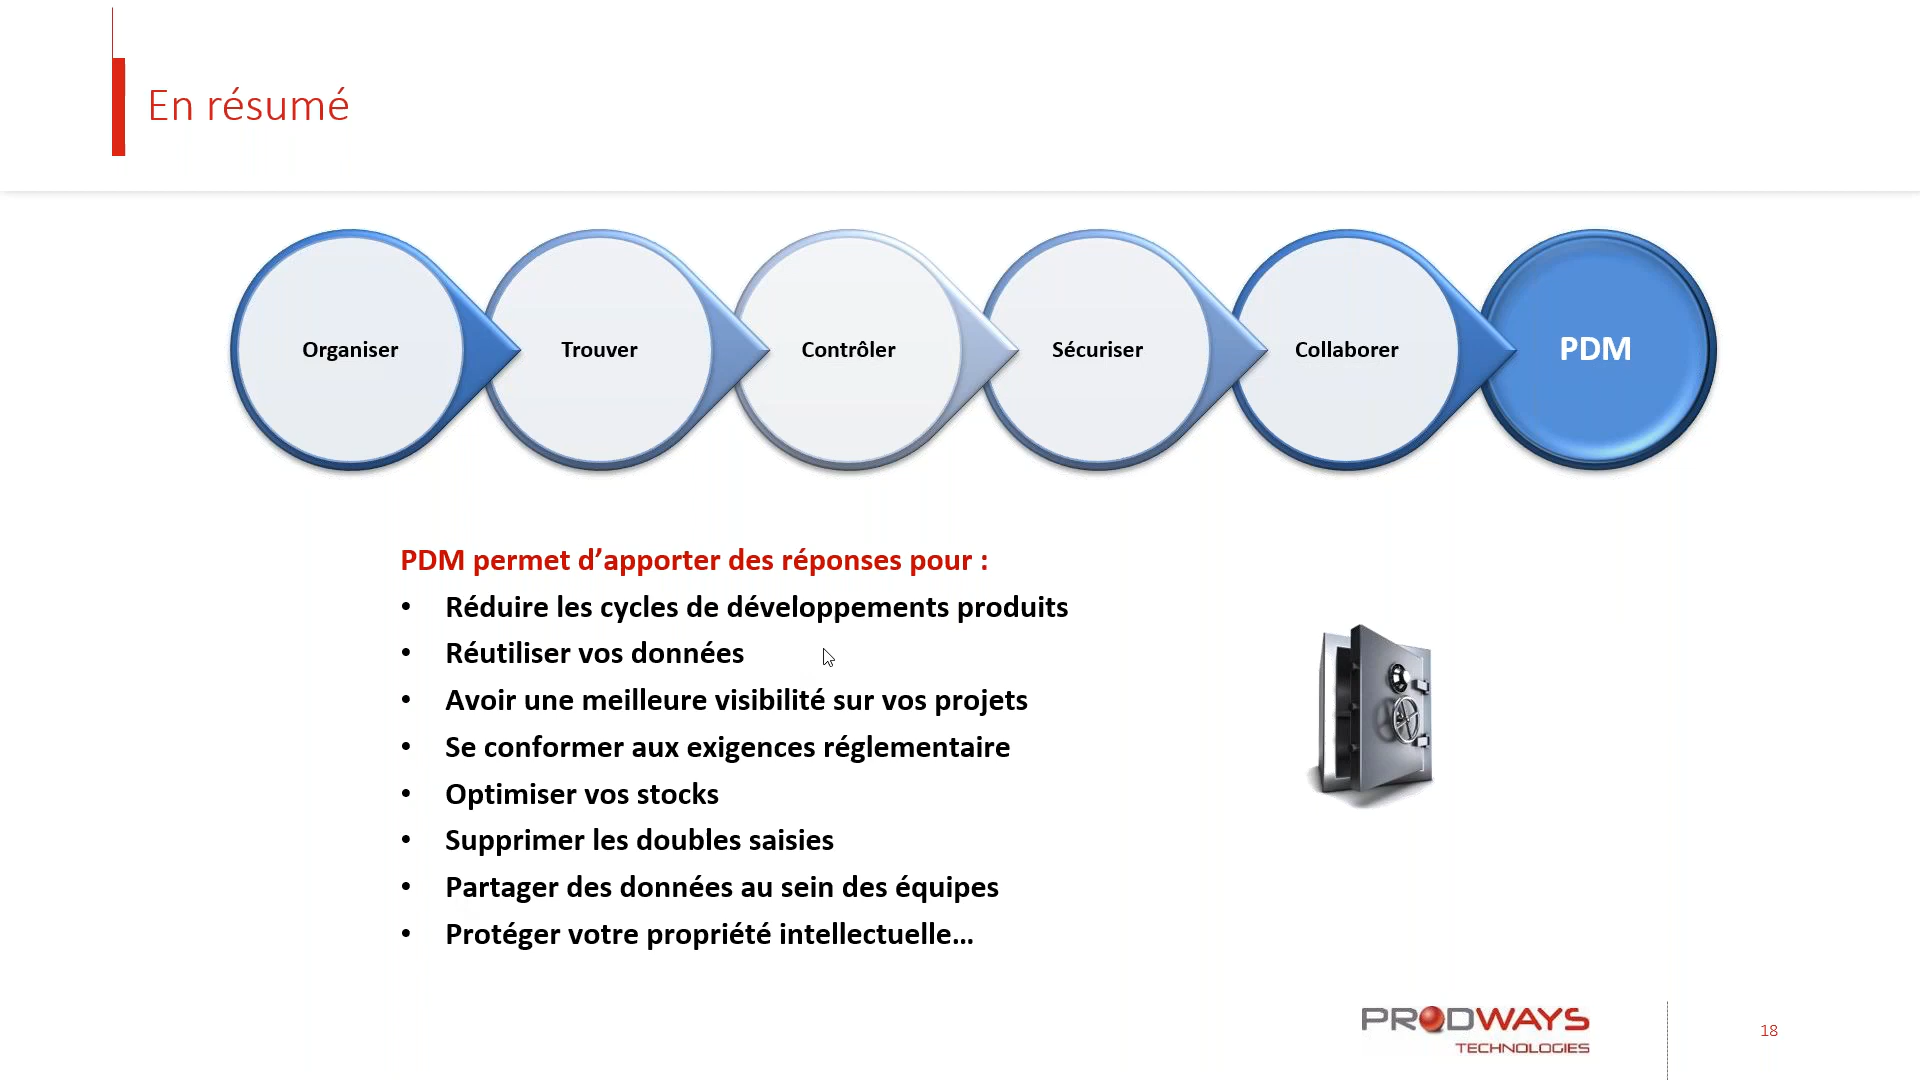 En résumé
Organiser
Trouver
Contrôler
Sécuriser
Collaborer
PDM
PDM permet d’apporter des réponses pour :
• Réduire les cycles de développements produits
• Réutiliser vos données
• Avoir une meilleure visibilité sur vos projets
• Se conformer aux exigences réglementaire
• Optimiser vos stocks
• Supprimer les doubles saisies
• Partager des données au sein des équipes
• Protéger votre propriété intellectuelle…
PRODWAYS
TECHNOLOGIES
18